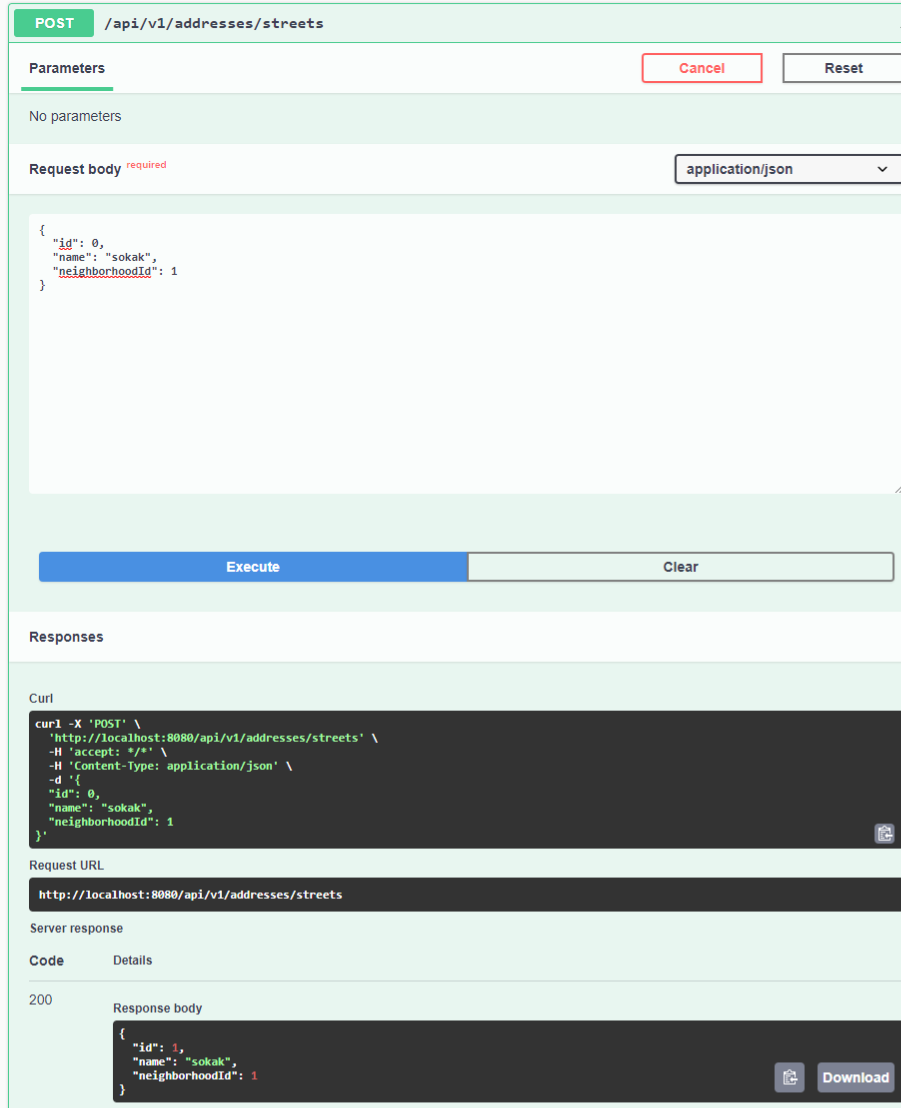 POST /api/v1/addresses/streets
Parameters Cancel Reset
No parameters
Request body required application/json
{
  "id": 0,
  "name": "sokak",
  "neighborhoodId": 1
}
Execute Clear
Responses
Curl
curl -X 'POST' \
  'http://localhost:8080/api/v1/addresses/streets' \
  -H 'accept: */*' \
  -H 'Content-Type: application/json' \
  -d '{
  "id": 0,
  "name": "sokak",
  "neighborhoodId": 1
}'
Request URL
http://localhost:8080/api/v1/addresses/streets
Server response
Code Details
200
Response body
{
  "id": 1,
  "name": "sokak",
  "neighborhoodId": 1
}
Download